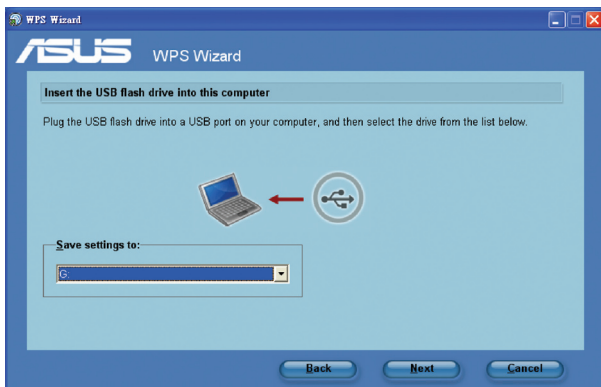 WPS Wizard
ASUS WPS Wizard
Insert the USB flash drive into this computer
Plug the USB flash drive into a USB port on your computer, and then select the drive from the list below.
Save settings to:
G:
Back Next Cancel